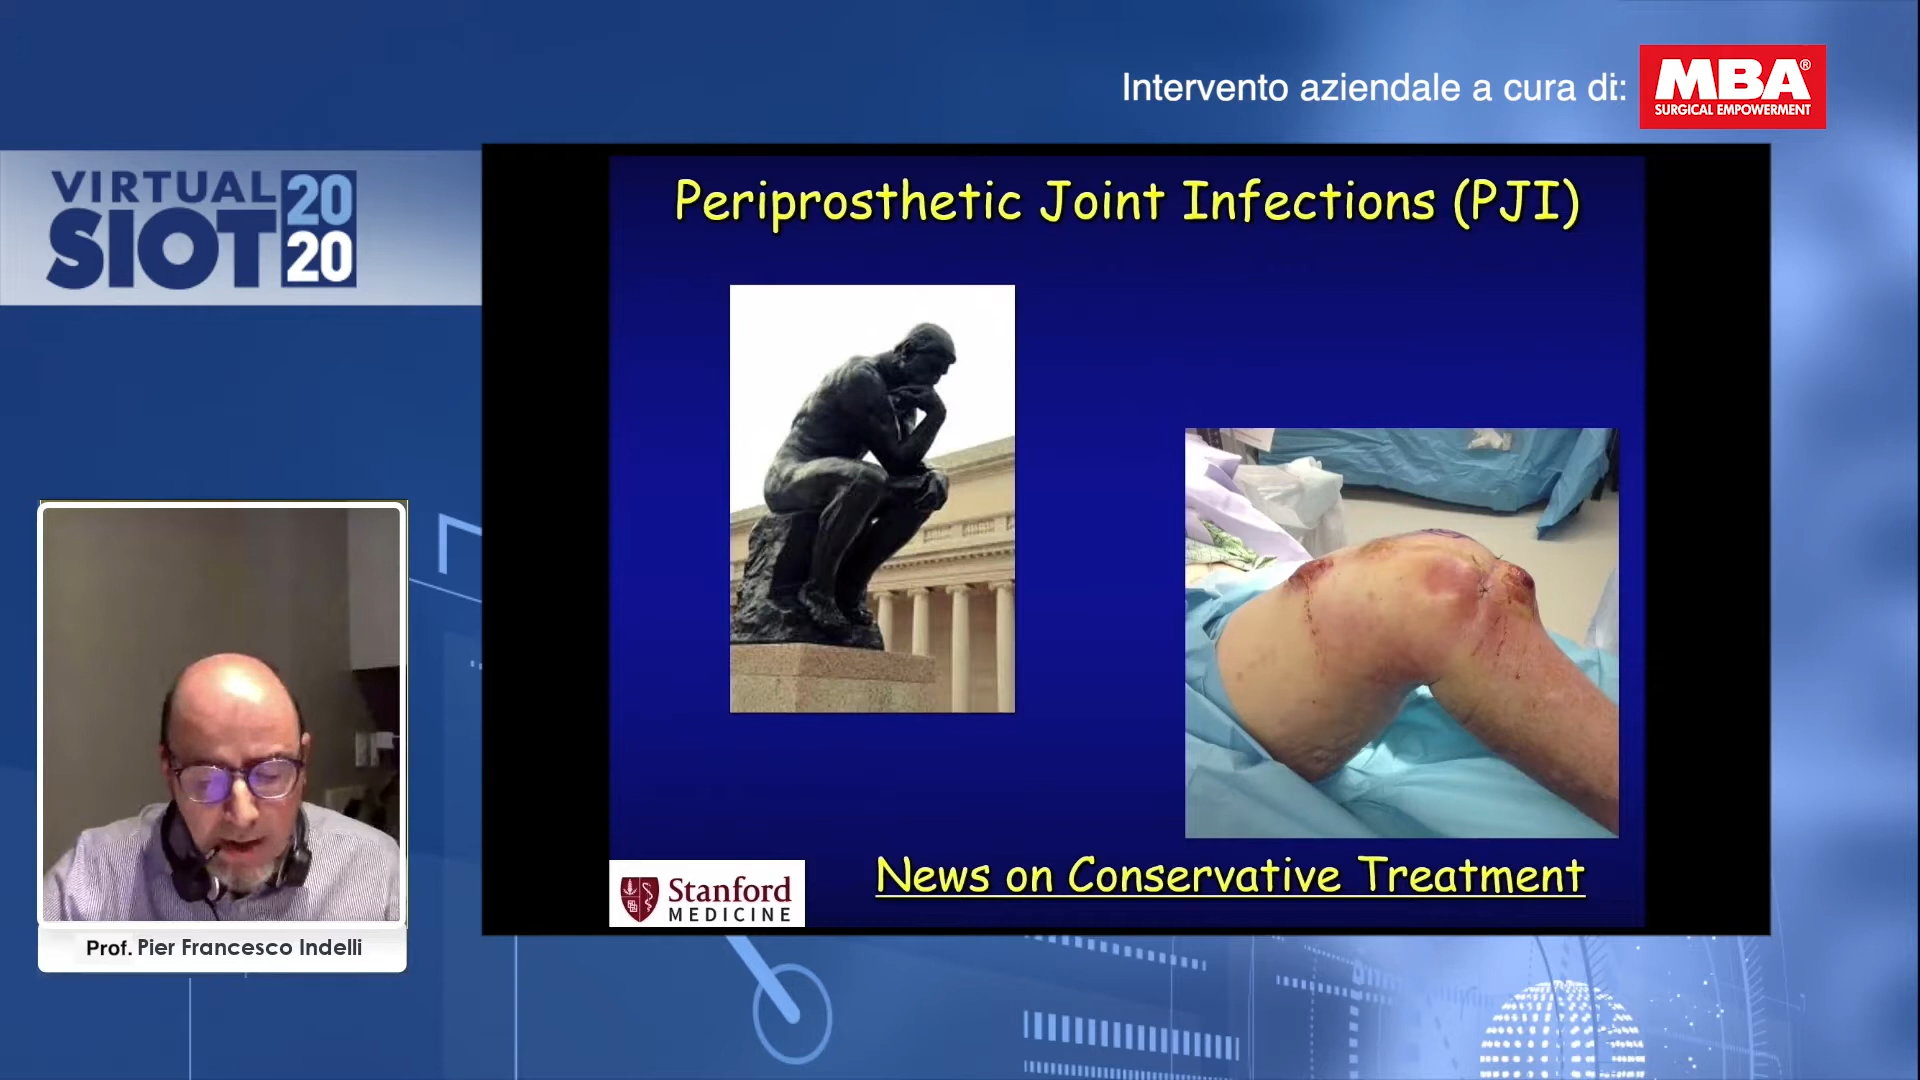 Intervento aziendale a cura di:
MBA®
SURGICAL EMPOWERMENT
VIRTUAL
SIOT
20
20
Periprosthetic Joint Infections (PJI)
News on Conservative Treatment
Stanford
MEDICINE
Prof. Pier Francesco Indelli